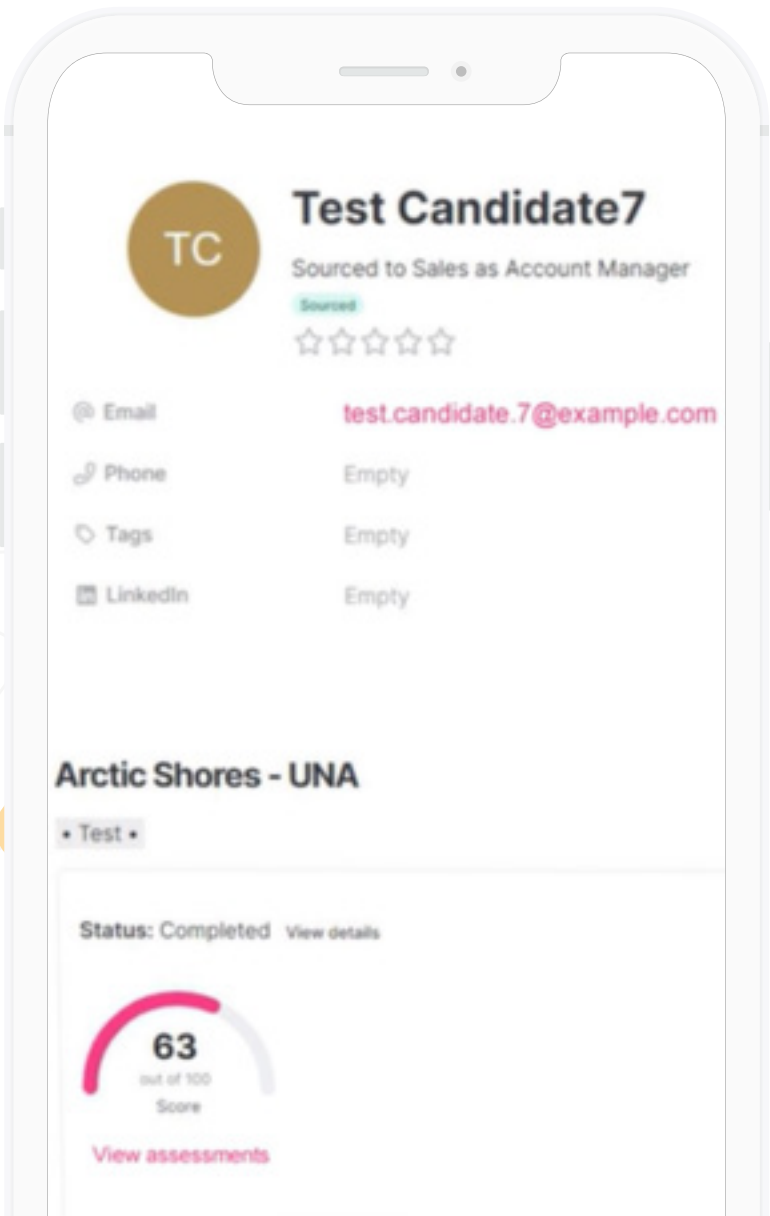 TC
Test Candidate7
Sourced to Sales as Account Manager
Sourced
@ Email test.candidate.7@example.com
Phone Empty
Tags Empty
in LinkedIn Empty
Arctic Shores - UNA
• Test •
Status: Completed View details
63
out of 100
Score
View assessments